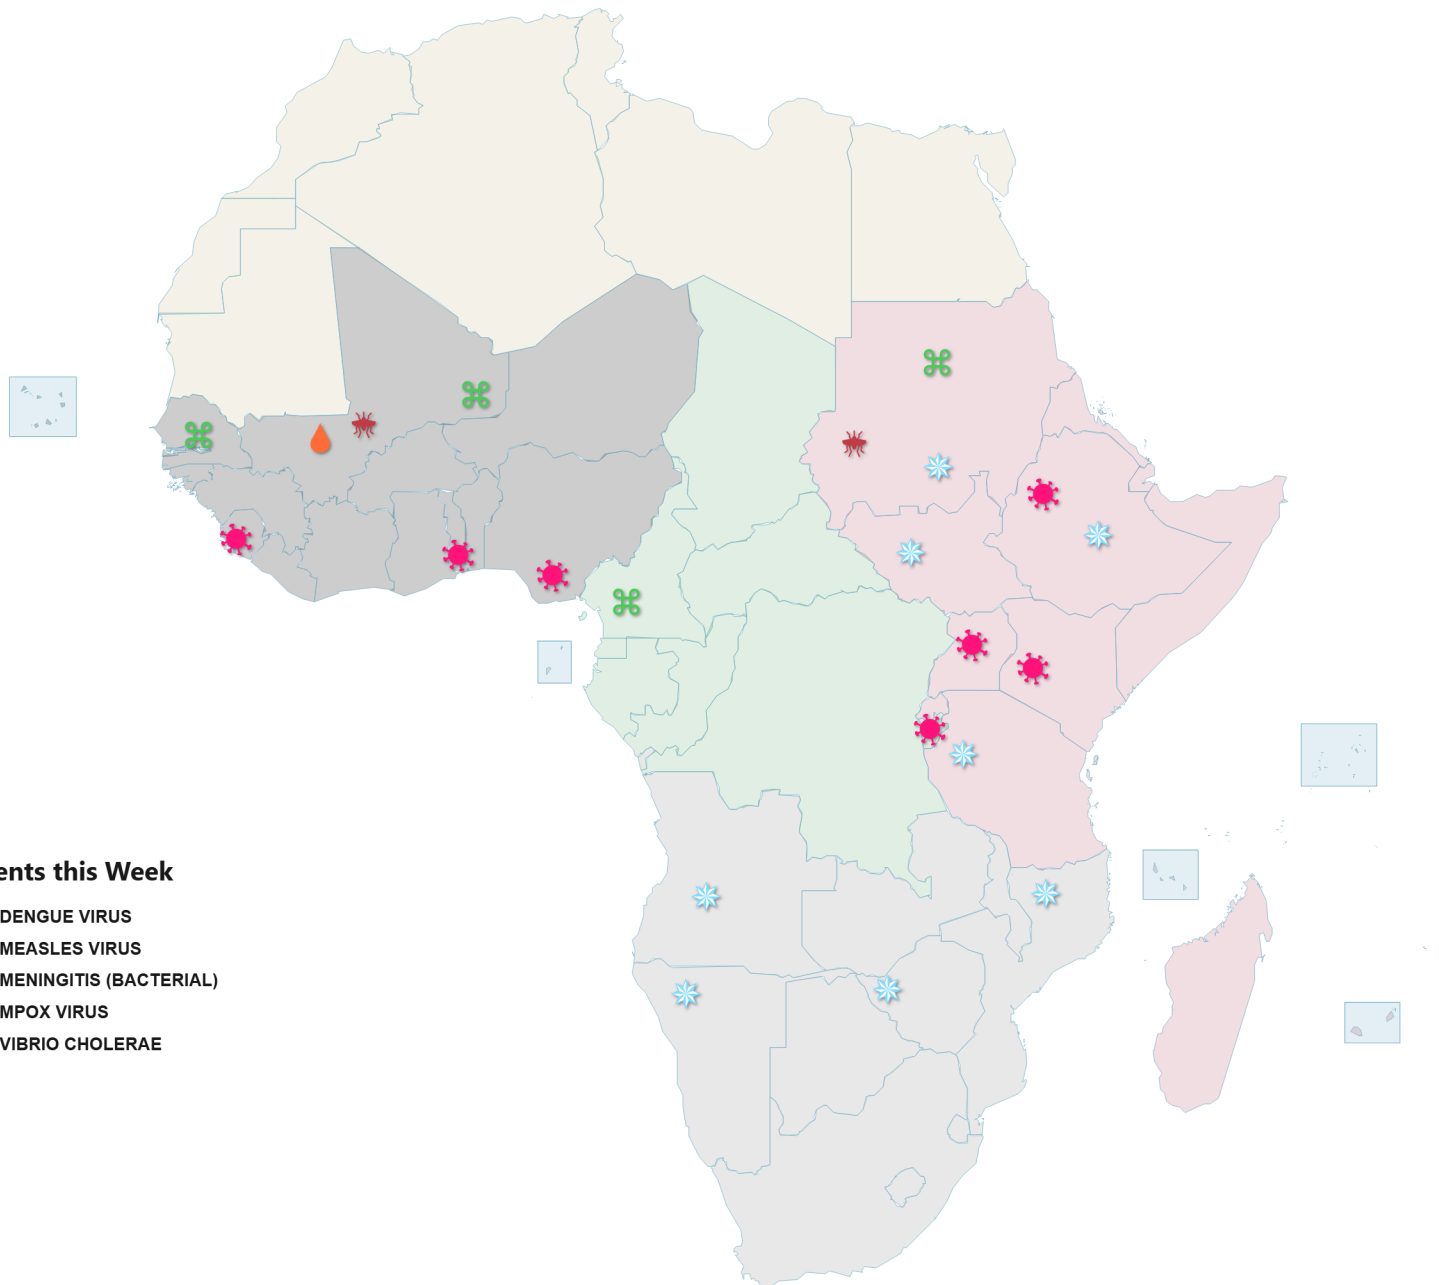 ents this Week
DENGUE VIRUS
MEASLES VIRUS
MENINGITIS (BACTERIAL)
MPOX VIRUS
VIBRIO CHOLERAE